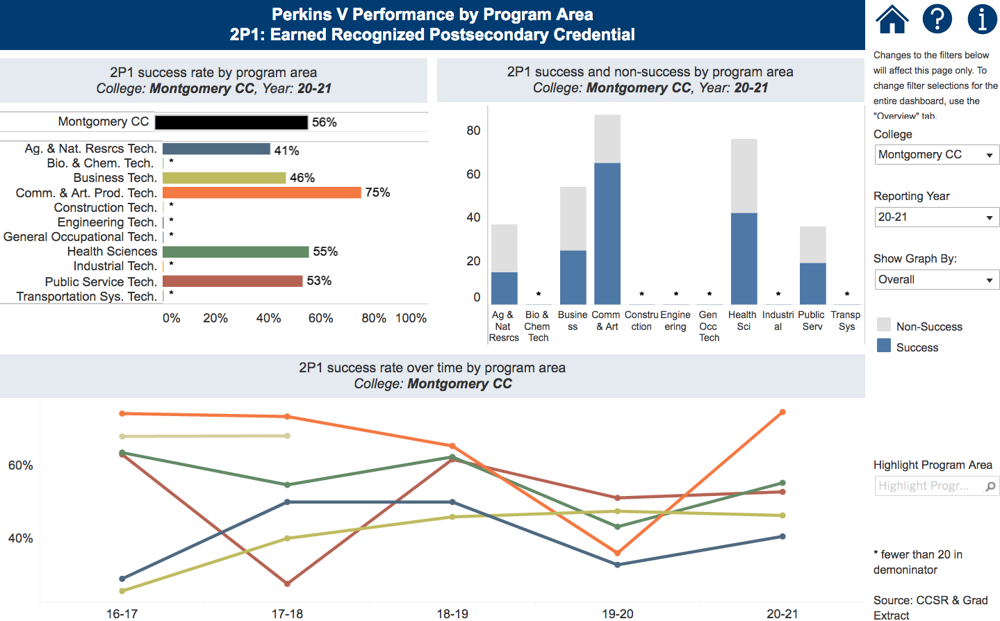 Perkins V Performance by Program Area
2P1: Earned Recognized Postsecondary Credential
2P1 success rate by program area
College: Montgomery CC, Year: 20-21
Montgomery CC 56%
Ag. & Nat. Resrcs Tech. 41%
Bio. & Chem. Tech. *
Business Tech. 46%
Comm. & Art. Prod. Tech. 75%
Construction Tech. *
Engineering Tech. *
General Occupational Tech. *
Health Sciences 55%
Industrial Tech. *
Public Service Tech. 53%
Transportation Sys. Tech. *
0% 20% 40% 60% 80% 100%
2P1 success and non-success by program area
College: Montgomery CC, Year: 20-21
80
60
40
20
0
* * * * * *
Ag & Bio & Busine Comm Constru Engine Gen Health Industri Public Transp
Nat Chem ss & Art ction ering Occ Sci al Serv Sys
Resrcs Tech Tech
2P1 success rate over time by program area
College: Montgomery CC
60%
40%
16-17 17-18 18-19 19-20 20-21
? i
Changes to the filters below
will affect this page only. To
change filter selections for the
entire dashboard, use the
"Overview" tab.
College
Montgomery CC
Reporting Year
20-21
Show Graph By:
Overall
Non-Success
Success
Highlight Program Area
Highlight Progr...
* fewer than 20 in
demoninator
Source: CCSR & Grad
Extract